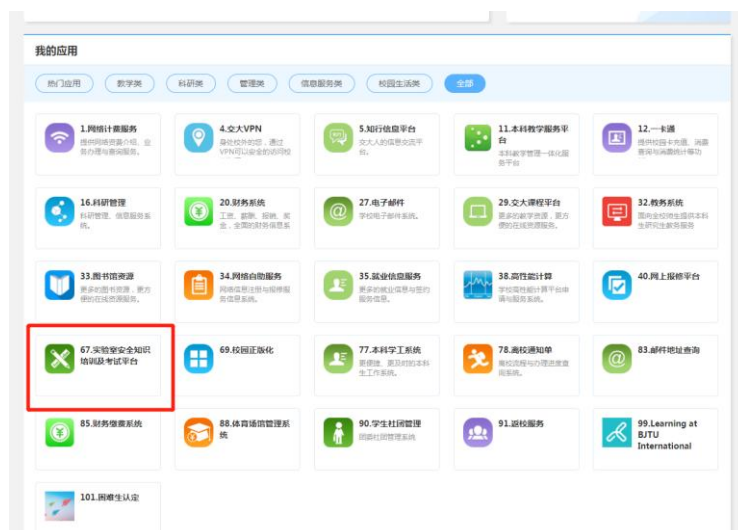 我的应用
热门应用
教学类
科研类
管理类
信息服务类
校园生活类
全部
1.网络计费服务
提供网络资费介绍、业
务办理与查询服务。
4.交大VPN
身处校外的您，通过
VPN可以安全的访问校
5.知行信息平台
交大人的信息交流平
台。
11.本科教学服务平
台
本科教学管理一体化服
务平台
12.一卡通
提供校园卡充值、消费
查询与消费统计等功
16.科研管理
科研管理、信息服务系
统。
20.财务系统
工资、薪酬、报销、奖
金，全面的财务信息系
27.电子邮件
学校电子邮件系统。
29.交大课程平台
更多的教学资源，更方
便的在线资源服务。
32.教务系统
面向全校师生提供本科
生研究生教务服务
33.图书馆资源
更多的图书资源，更方
便的在线资源服务。
34.网络自助服务
网络信息注册与报修服
务信息系统。
35.就业信息服务
更多的就业信息与签约
服务信息。
38.高性能计算
学校高性能计算平台申
请与服务系统。
40.网上报修平台
67.实验室安全知识
培训及考试平台
69.校园正版化
77.本科学工系统
更便捷、更及时的本科
生工作系统。
78.离校通知单
离校流程与办理进度查
询系统。
83.邮件地址查询
85.财务缴费系统
88.体育场馆管理系
统
90.学生社团管理
团委社团管理系统
91.返校服务
99.Learning at
BJTU
International
101.困难生认定